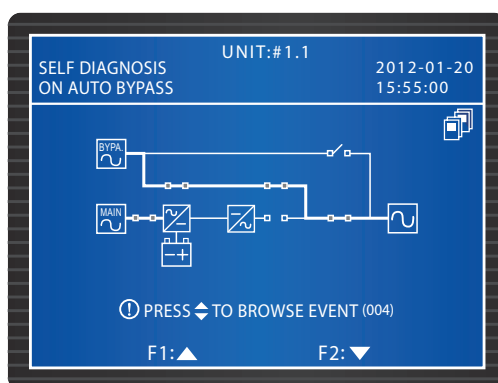 UNIT:#1.1
SELF DIAGNOSIS
ON AUTO BYPASS
2012-01-20
15:55:00
BYPA.
MAIN
PRESS TO BROWSE EVENT (004)
F1: F2: